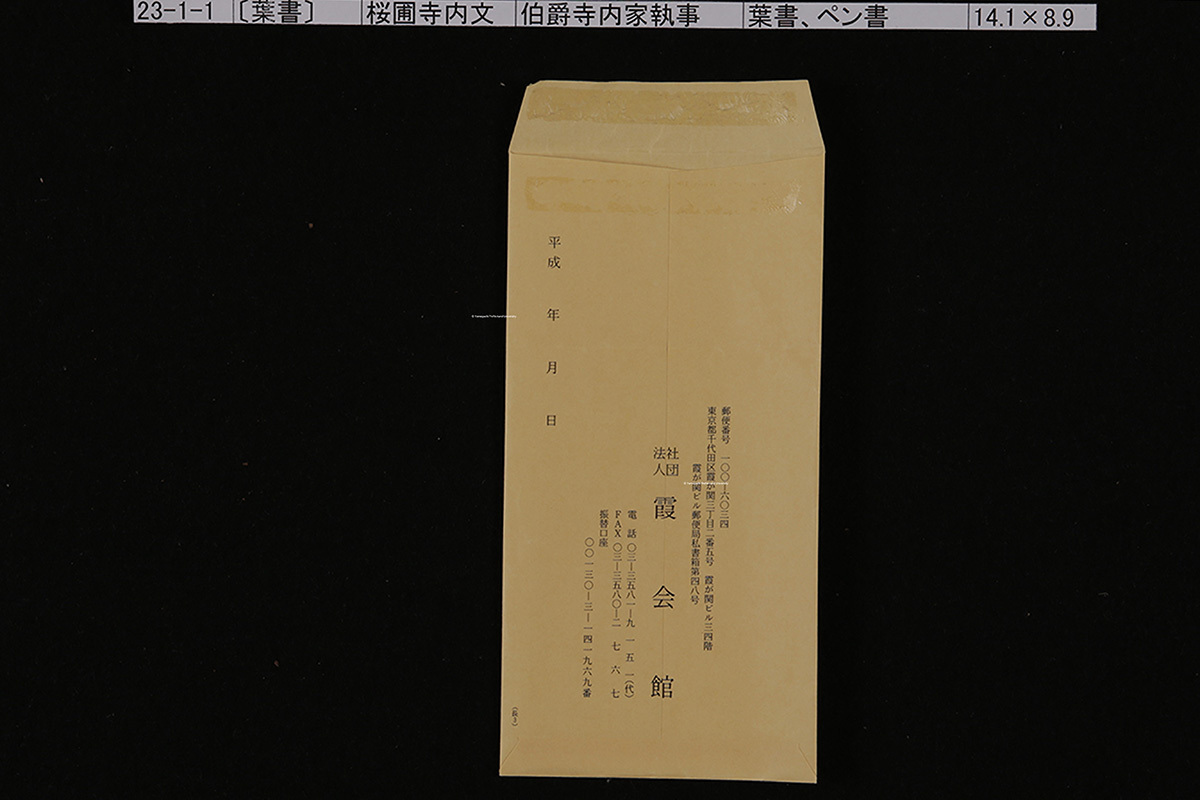 23-1-1 〔葉書〕 桜圃寺内文 伯爵寺内家執事 葉書、ペン書 14.1×8.9
郵便番号 一〇〇―六〇三四
東京都千代田区霞が関三丁目二番五号 霞が関ビル三四階
霞が関ビル郵便局私書箱第四八号
社団法人 霞会館
電話 〇三―三五八一―九一五一(代)
FAX 〇三―三五八〇―二七六七
振替口座
〇〇一三〇―三―一四一九六九番
平成 年 月 日
(長3)